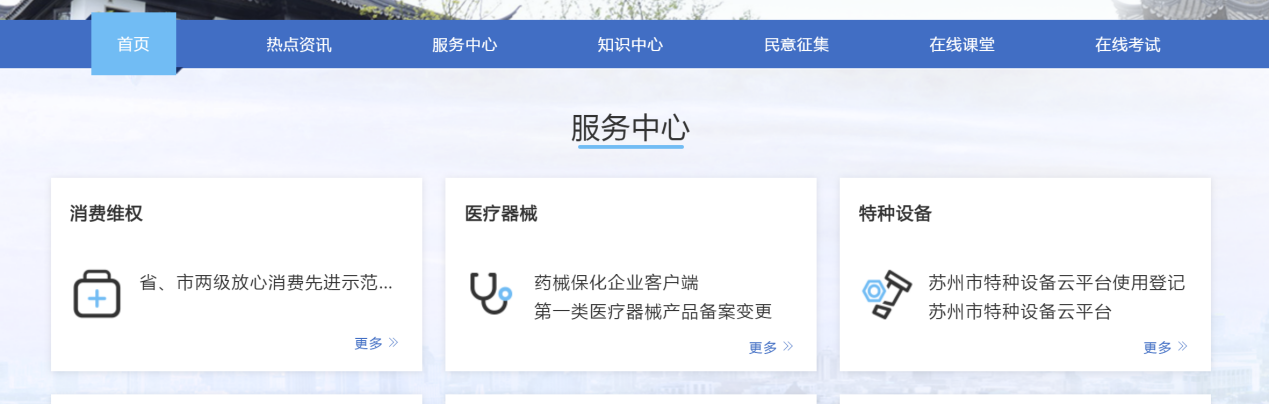 首页 热点资讯 服务中心 知识中心 民意征集 在线课堂 在线考试
服务中心
消费维权
省、市两级放心消费先进示范...
更多
医疗器械
药械保化企业客户端
第一类医疗器械产品备案变更
更多
特种设备
苏州市特种设备云平台使用登记
苏州市特种设备云平台
更多